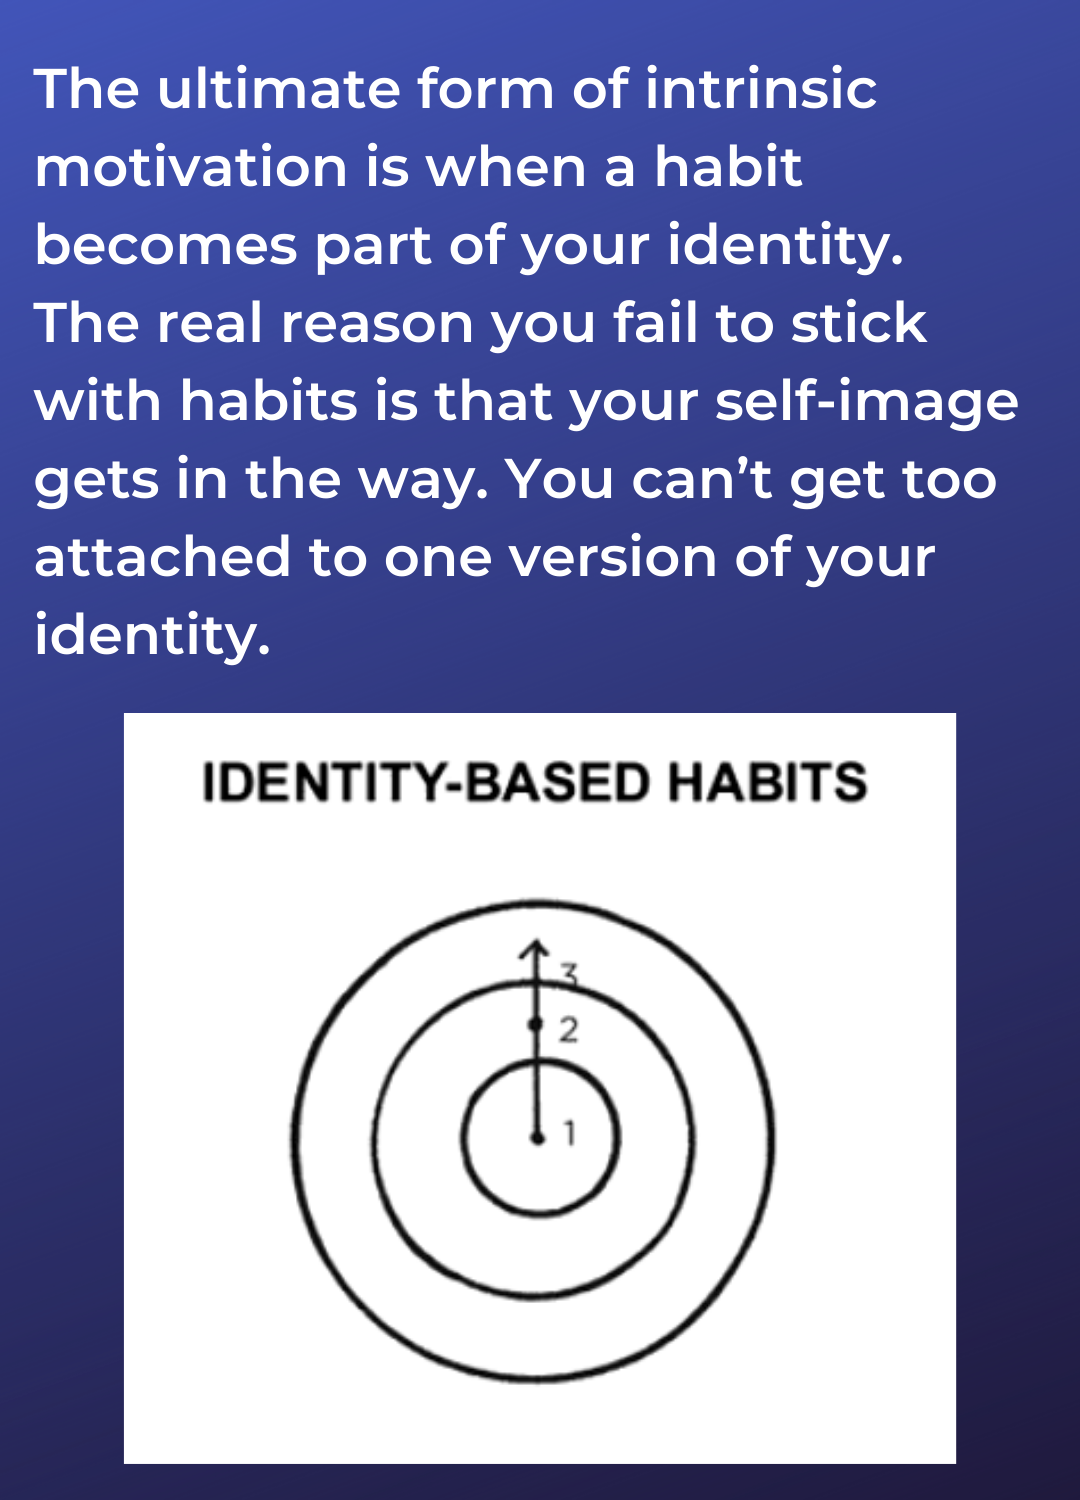 The ultimate form of intrinsic
motivation is when a habit
becomes part of your identity.
The real reason you fail to stick
with habits is that your self-image
gets in the way. You can’t get too
attached to one version of your
identity.
IDENTITY-BASED HABITS
3
2
1